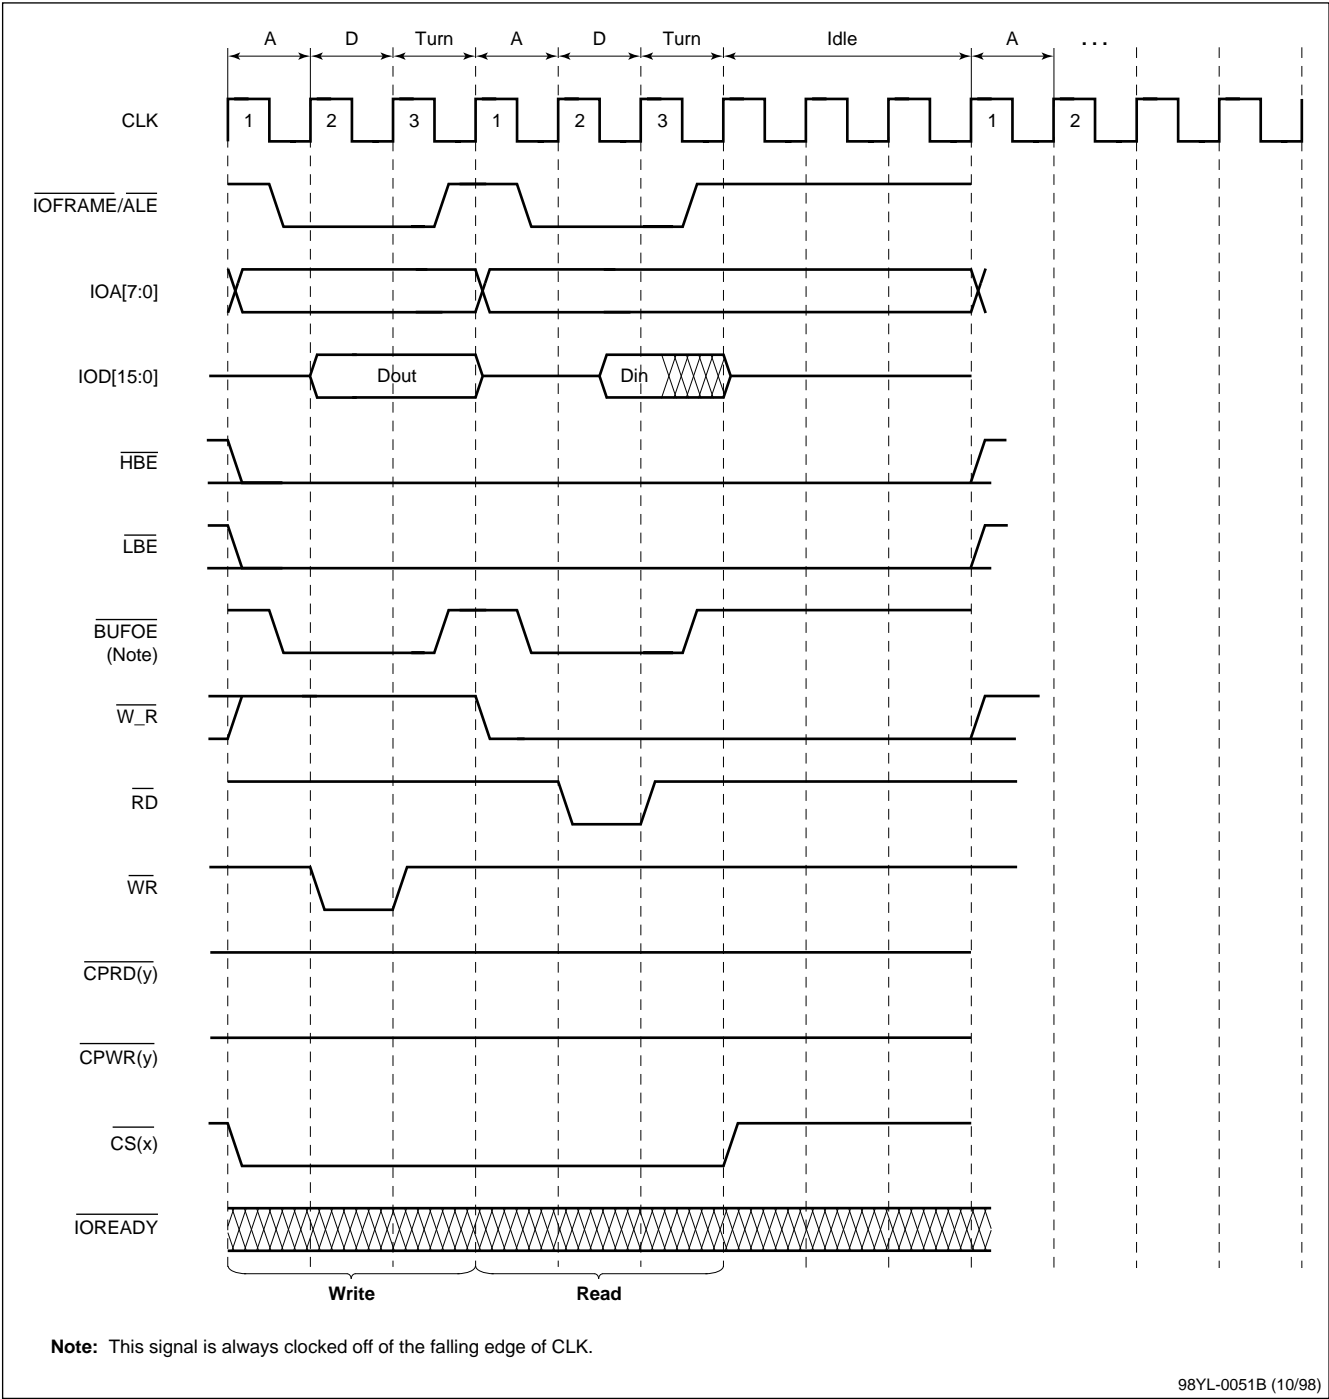 A D Turn A D Turn Idle A ...
CLK 1 2 3 1 2 3 1 2
IOFRAME/ALE
IOA[7:0]
IOD[15:0] Dout Din
HBE
LBE
BUFOE
(Note)
W_R
RD
WR
CPRD(y)
CPWR(y)
CS(x)
IOREADY
Write Read
Note: This signal is always clocked off of the falling edge of CLK.
98YL-0051B (10/98)